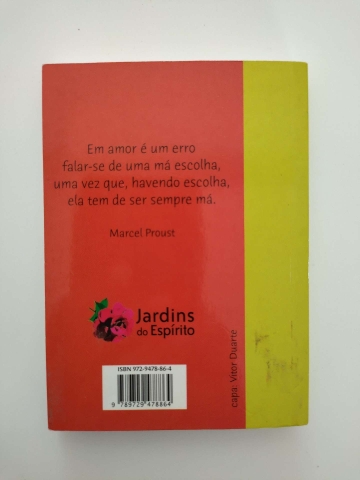 Em amor é um erro
falar-se de uma má escolha,
uma vez que, havendo escolha,
ela tem de ser sempre má.
Marcel Proust
Jardins
do Espírito
ISBN 972-9478-86-4
9 789729 478864
capa: Vitor Duarte